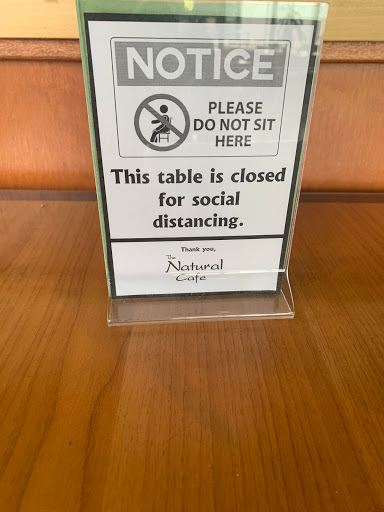 NOTICE
PLEASE
DO NOT SIT
HERE
This table is closed
for social
distancing.
Thank you,
The
Natural
Cafe